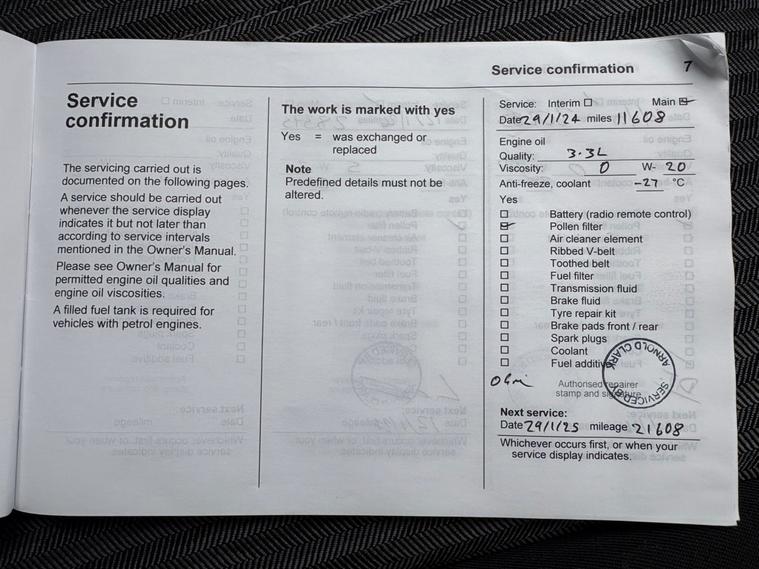 Service confirmation 7
Service
confirmation
The servicing carried out is
documented on the following pages.
A service should be carried out
whenever the service display
indicates it but not later than
according to service intervals
mentioned in the Owner's Manual.
Please see Owner's Manual for
permitted engine oil qualities and
engine oil viscosities.
A filled fuel tank is required for
vehicles with petrol engines.
The work is marked with yes
Yes = was exchanged or
replaced
Note
Predefined details must not be
altered.
Service: Interim Main
Date 29/1/24 miles 11608
Engine oil
Quality: 3.3L
Viscosity: 0 W- 20
Anti-freeze, coolant -27 °C
Yes
Battery (radio remote control)
Pollen filter
Air cleaner element
Ribbed V-belt
Toothed belt
Fuel filter
Transmission fluid
Brake fluid
Tyre repair kit
Brake pads front / rear
Spark plugs
Coolant
Fuel additive
ARNOLD CLARK
SERVICED BY
Authorised repairer
stamp and signature
Next service:
Date 29/1/25 mileage 21608
Whichever occurs first, or when your
service display indicates.